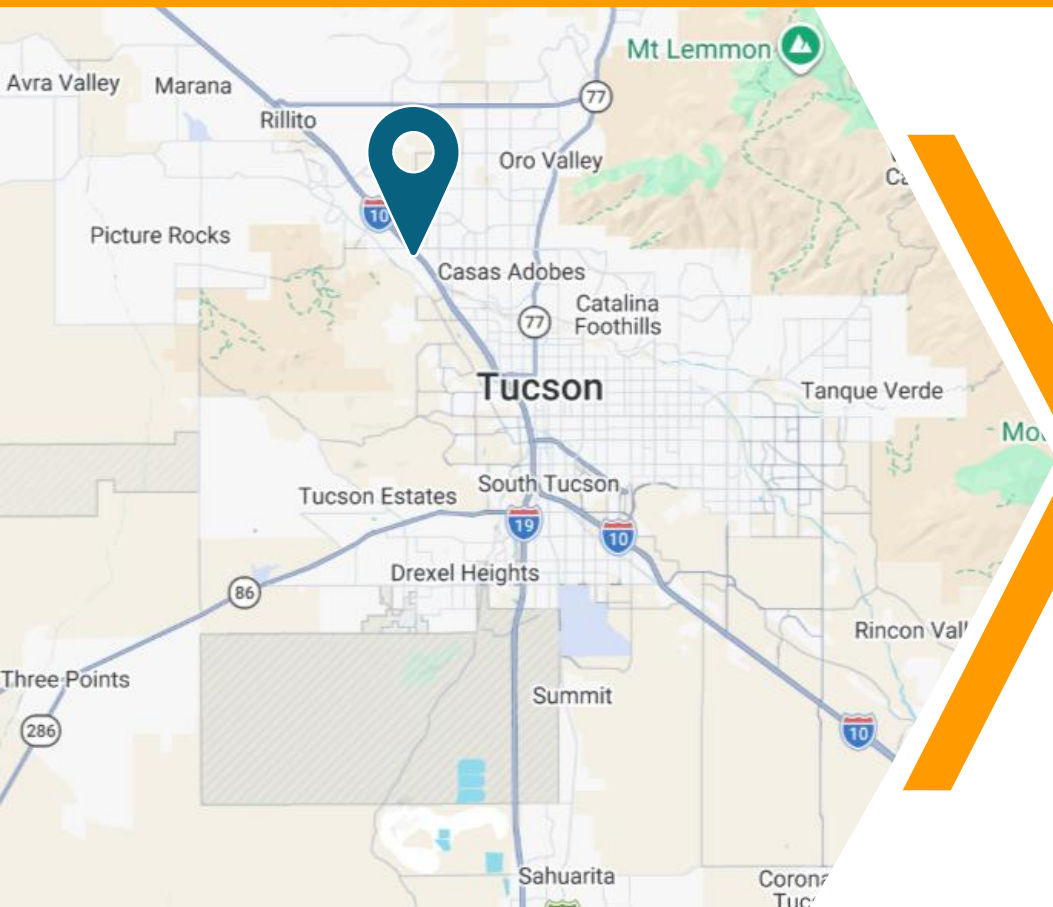 Mt Lemmon
Avra Valley
Marana
77
Rillito
Oro Valley
10
Picture Rocks
Casas Adobes
Catalina
Foothills
77
Tucson
Tanque Verde
Tucson Estates
South Tucson
19
10
Drexel Heights
86
Rincon Vall
Three Points
Summit
286
10
Sahuarita
Corona